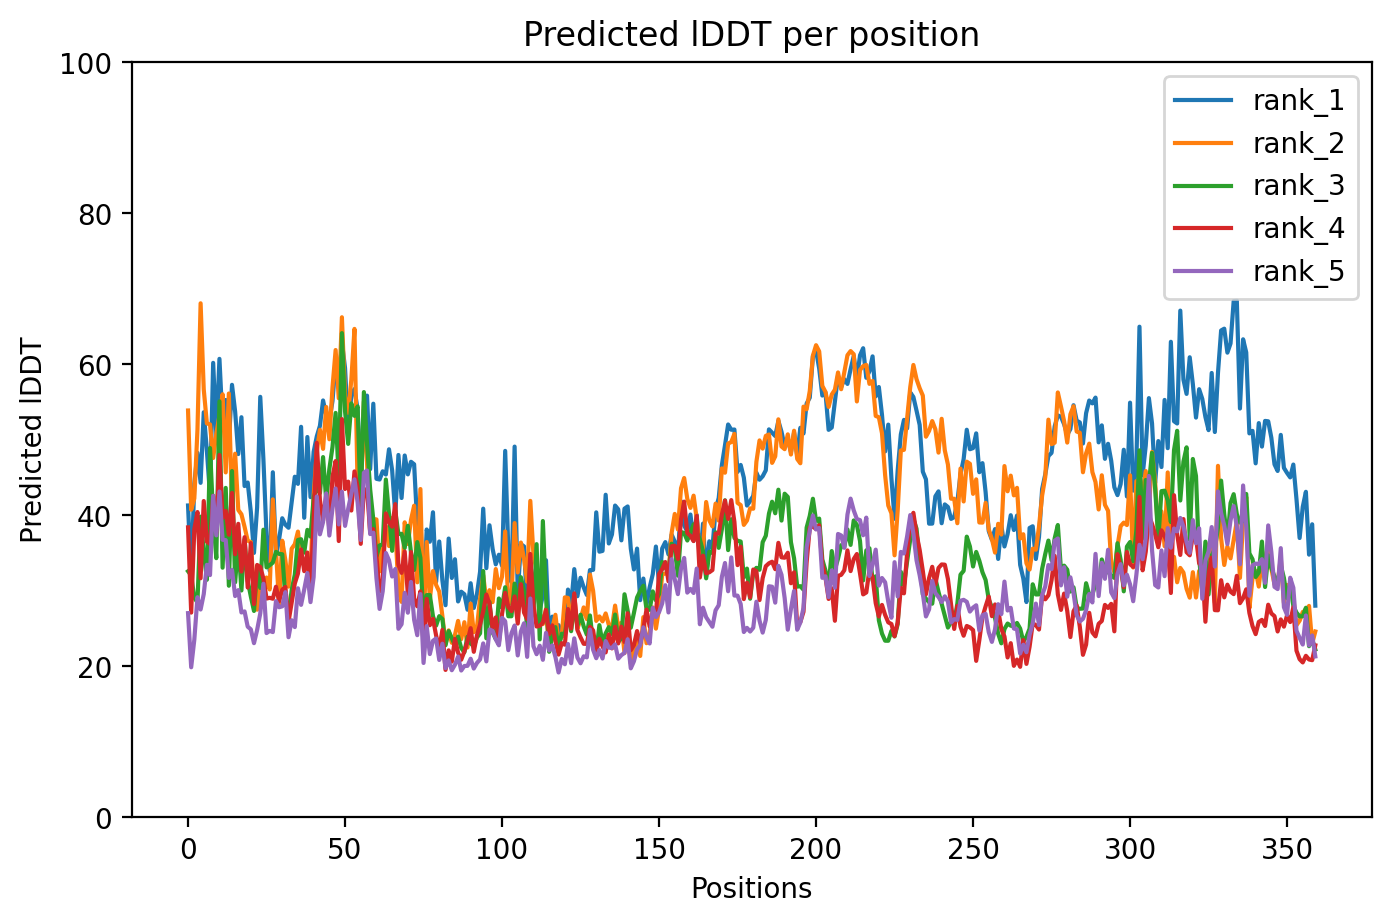 Predicted lDDT per position
100
80
60
40
20
0
Predicted lDDT
rank_1
rank_2
rank_3
rank_4
rank_5
0 50 100 150 200 250 300 350
Positions